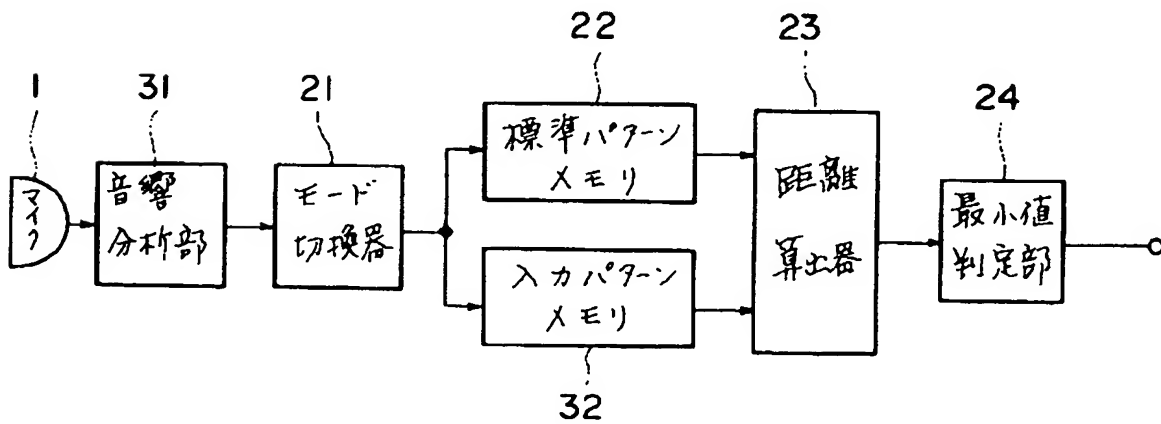 22
23
1
31
21
24
マイク
音響
分析部
モード
切換器
標準パターン
メモリ
入力パターン
メモリ
距離
算出器
最小値
判定部
32